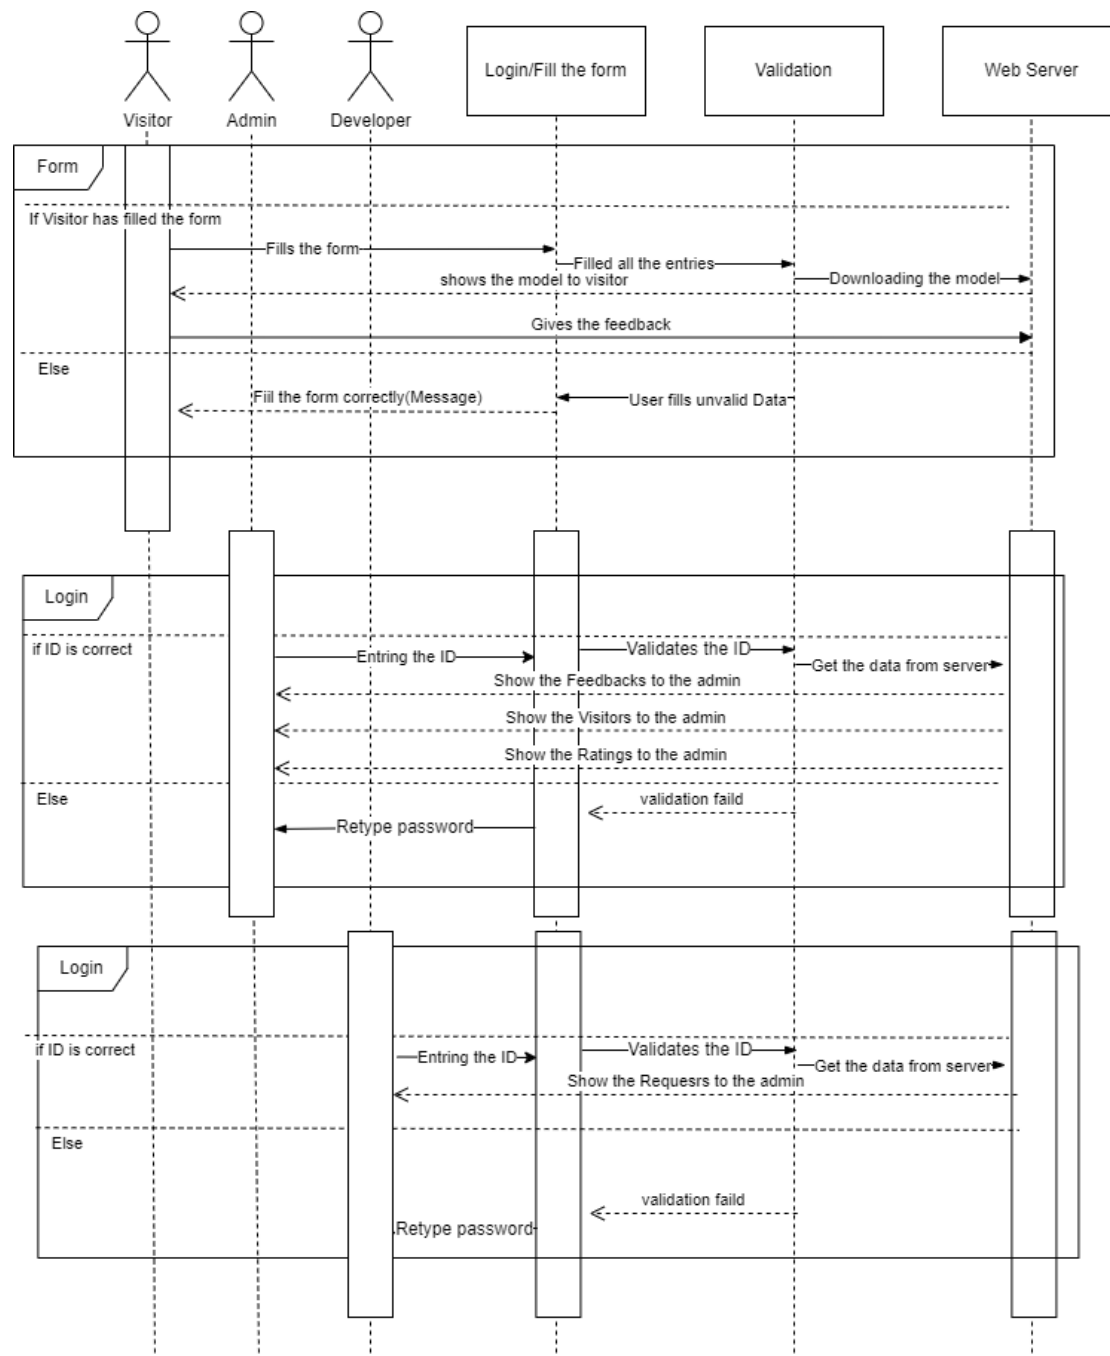 Visitor
Admin
Developer
Login/Fill the form
Validation
Web Server
Form
If Visitor has filled the form
Fills the form
Filled all the entries
shows the model to visitor
Downloading the model
Gives the feedback
Else
Fiil the form correctly(Message)
User fills unvalid Data
Login
if ID is correct
Entring the ID
Validates the ID
Get the data from server
Show the Feedbacks to the admin
Show the Visitors to the admin
Show the Ratings to the admin
Else
validation faild
Retype password
Login
if ID is correct
Entring the ID
Validates the ID
Get the data from server
Show the Requesrs to the admin
Else
validation faild
Retype password